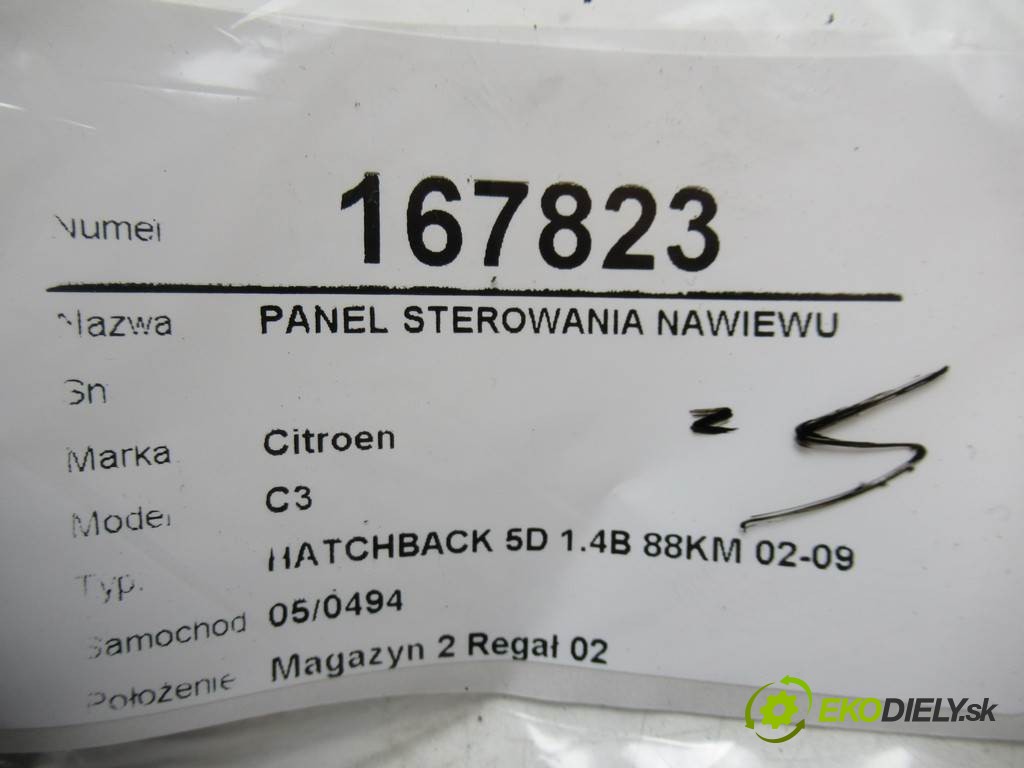 Numer 167823
Nazwa PANEL STEROWANIA NAWIEWU
Sn
Marka Citroen
Model C3
Typ. HATCHBACK 5D 1.4B 88KM 02-09
Samochod 05/0494
Położenie Magazyn 2 Regał 02
EKODIELY.sk